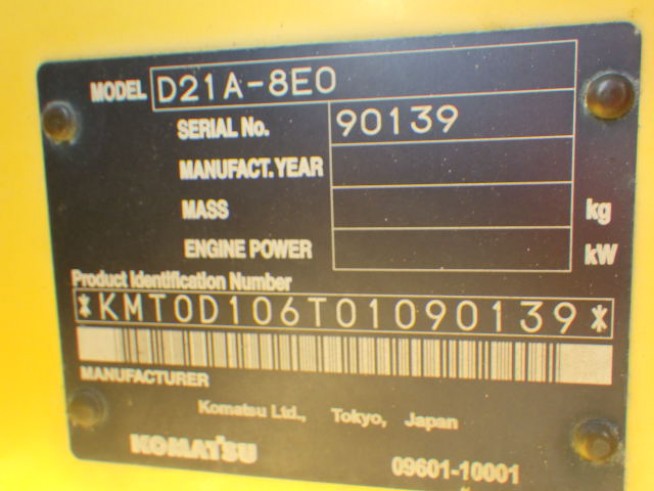 MODEL D21A-8E0
SERIAL No. 90139
MANUFACT. YEAR
MASS kg
ENGINE POWER kW
Product Identification Number
*KMT0D106T01090139*
MANUFACTURER
Komatsu Ltd., Tokyo, Japan
KOMATSU
09601-10001